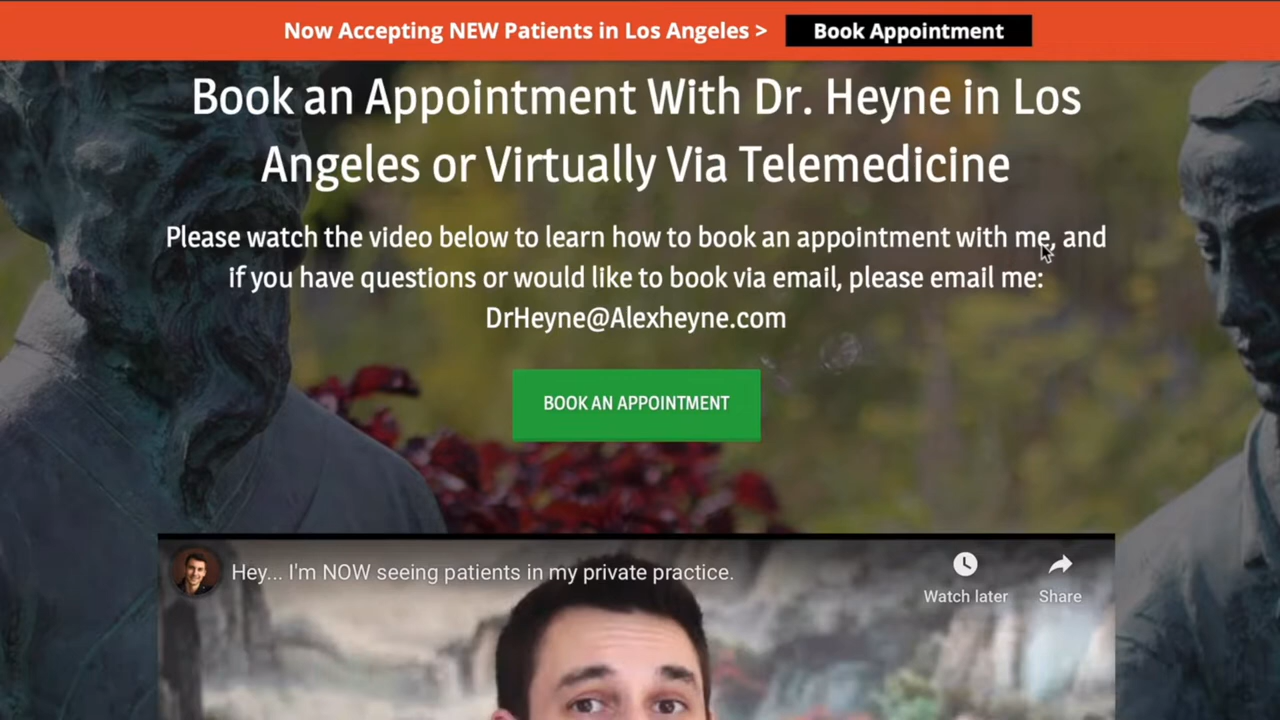 Now Accepting NEW Patients in Los Angeles > Book Appointment
Book an Appointment With Dr. Heyne in Los
Angeles or Virtually Via Telemedicine
Please watch the video below to learn how to book an appointment with me, and
if you have questions or would like to book via email, please email me:
DrHeyne@Alexheyne.com
BOOK AN APPOINTMENT
Hey... I'm NOW seeing patients in my private practice.
Watch later
Share